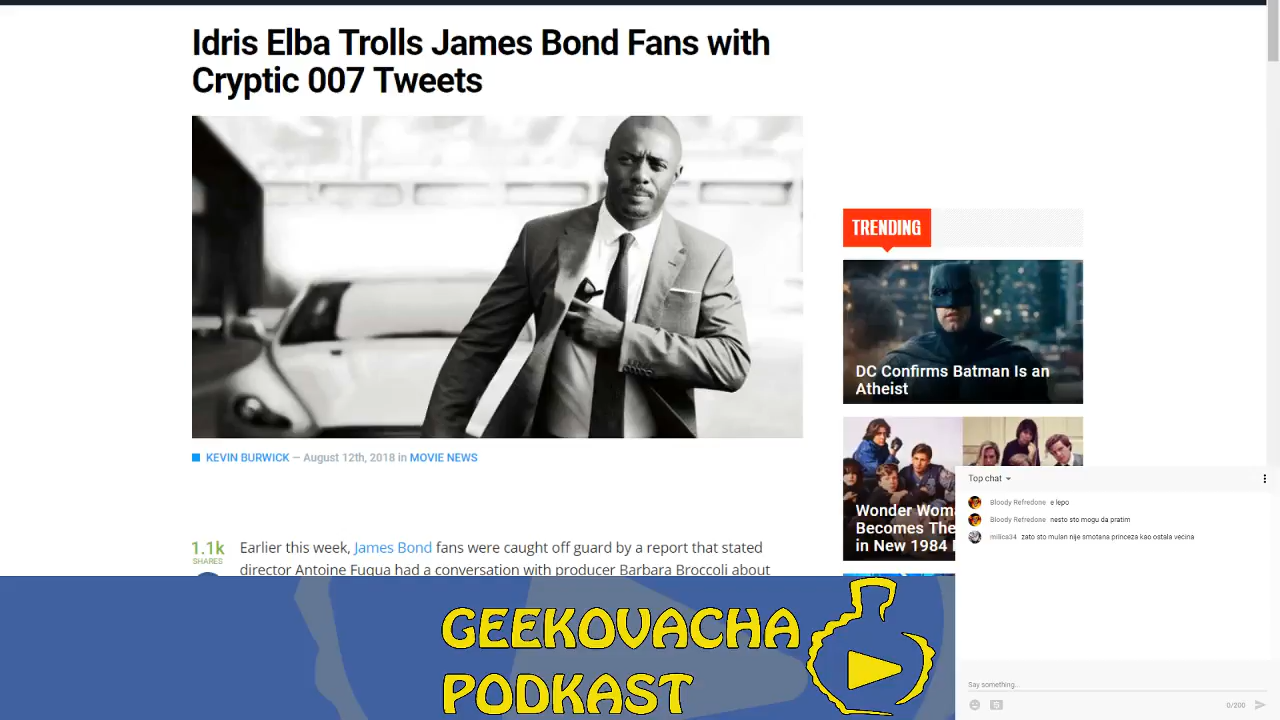 Idris Elba Trolls James Bond Fans with
Cryptic 007 Tweets
KEVIN BURWICK — August 12th, 2018 in MOVIE NEWS
1.1k
SHARES
Earlier this week, James Bond fans were caught off guard by a report that stated
director Antoine Fuqua had a conversation with producer Barbara Broccoli about
TRENDING
DC Confirms Batman Is an
Atheist
Wonder Wom
Becomes The
in New 1984
Top chat
Bloody Refredone e lepo
Bloody Refredone nesto sto mogu da pratim
milica34 zato sto mulan nije smotana princeza kao ostala vecina
Say something...
0/200
GEEKOVACHA
PODKAST